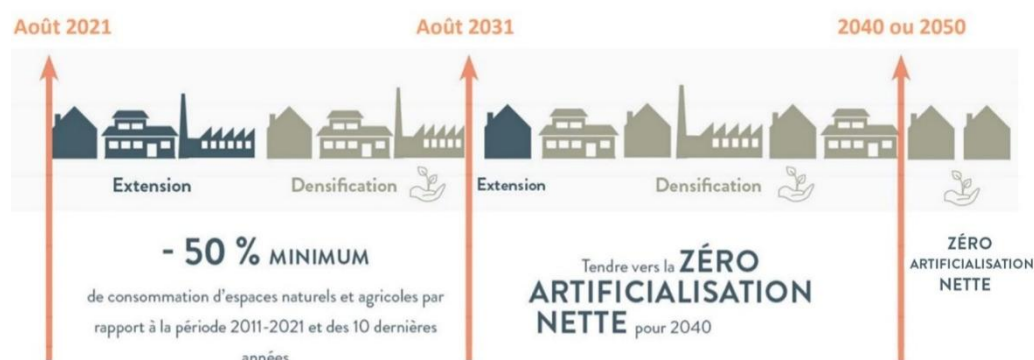 Août 2021
Août 2031
2040 ou 2050
Extension
Densification
Extension
Densification
- 50 % MINIMUM
de consommation d'espaces naturels et agricoles par
rapport à la période 2011-2021 et des 10 dernières
années
Tendre vers la ZÉRO
ARTIFICIALISATION
NETTE pour 2040
ZÉRO
ARTIFICIALISATION
NETTE